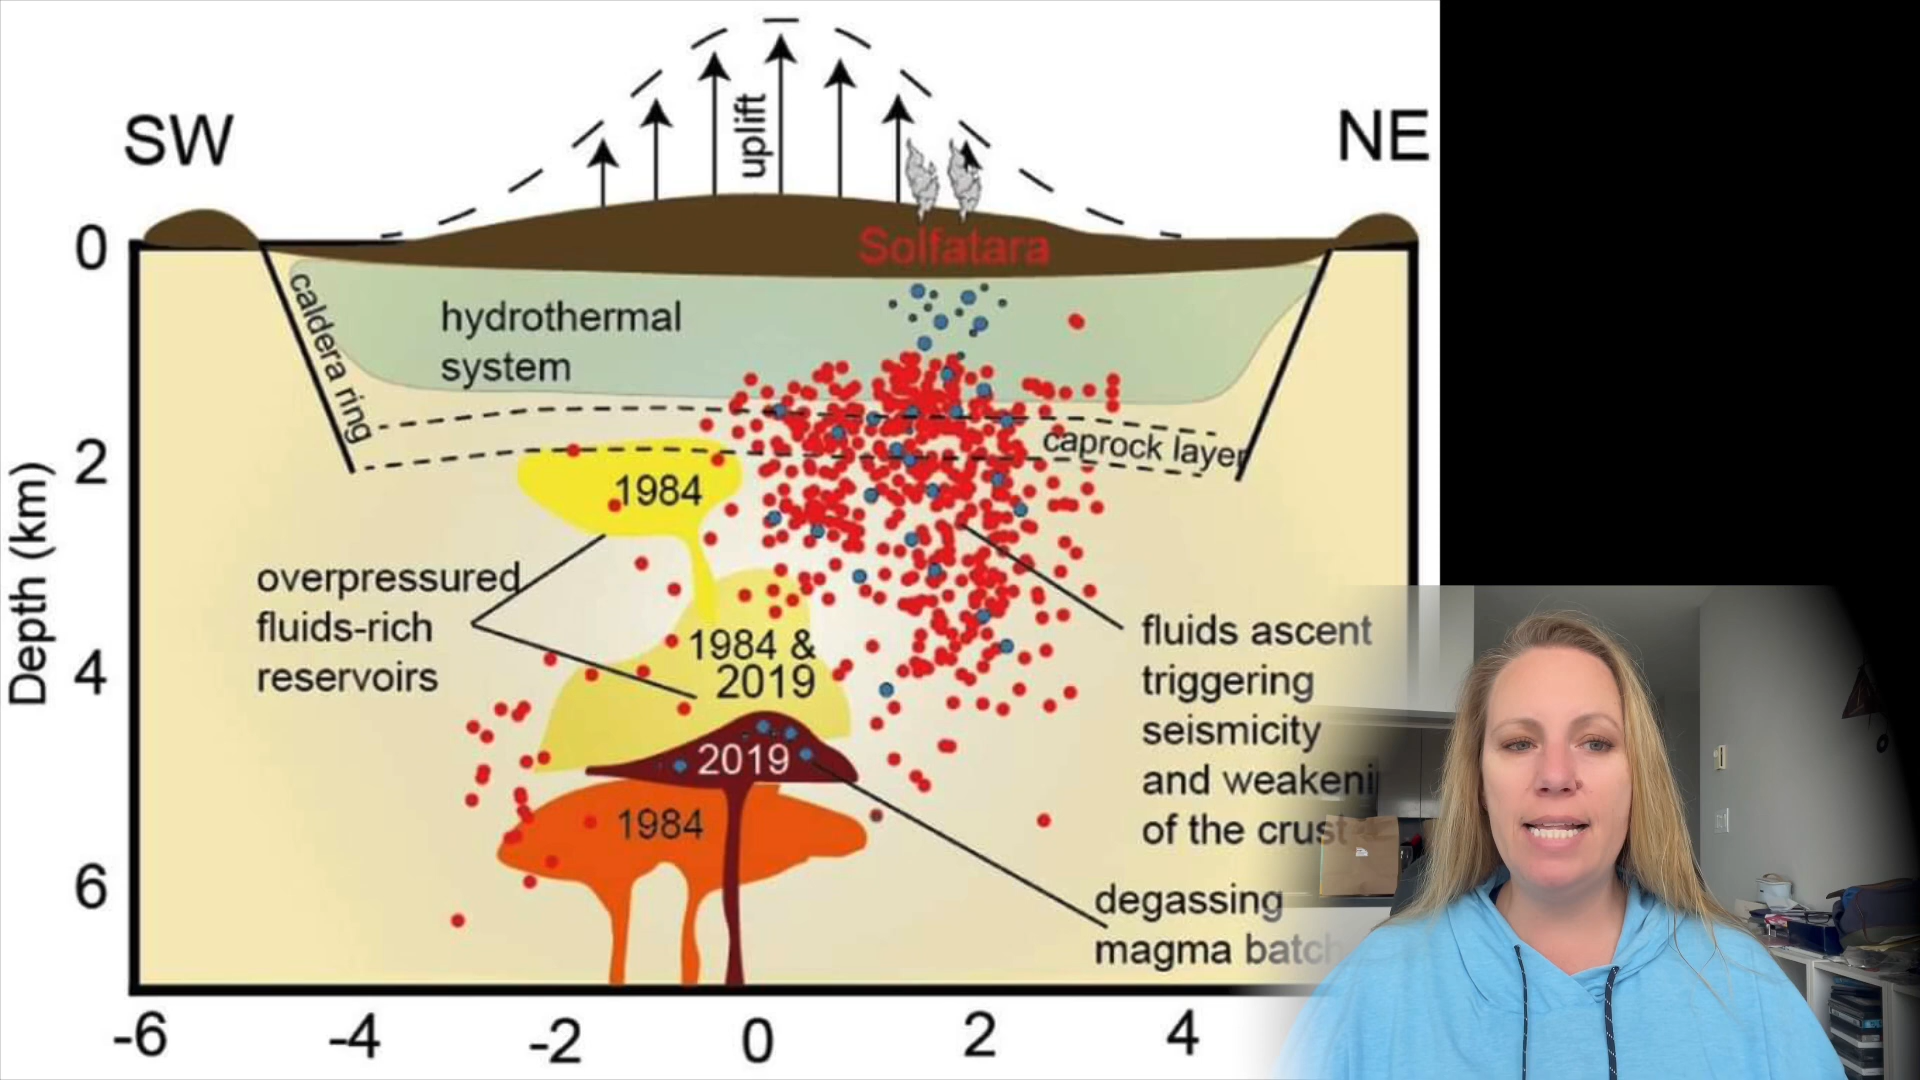 SW
uplift
NE
Solfatara
0
caldera ring
hydrothermal
system
caprock layer
2
1984
Depth (km)
overpressured
fluids-rich
reservoirs
1984 &
2019
4
fluids ascent
triggering
seismicity
and weakeni
of the crust
2019
1984
6
degassing
magma batch
-6
-4
-2
0
2
4